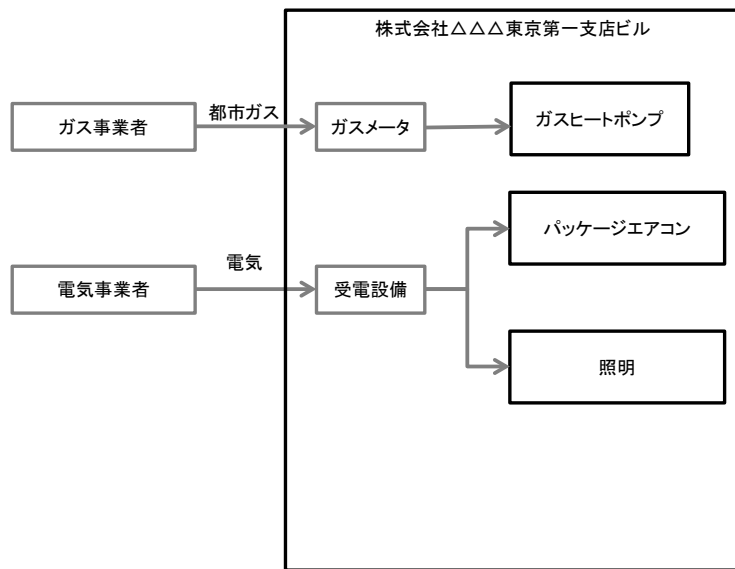 株式会社△△△東京第一支店ビル
ガス事業者
都市ガス
ガスメータ
ガスヒートポンプ
パッケージエアコン
電気事業者
電気
受電設備
照明